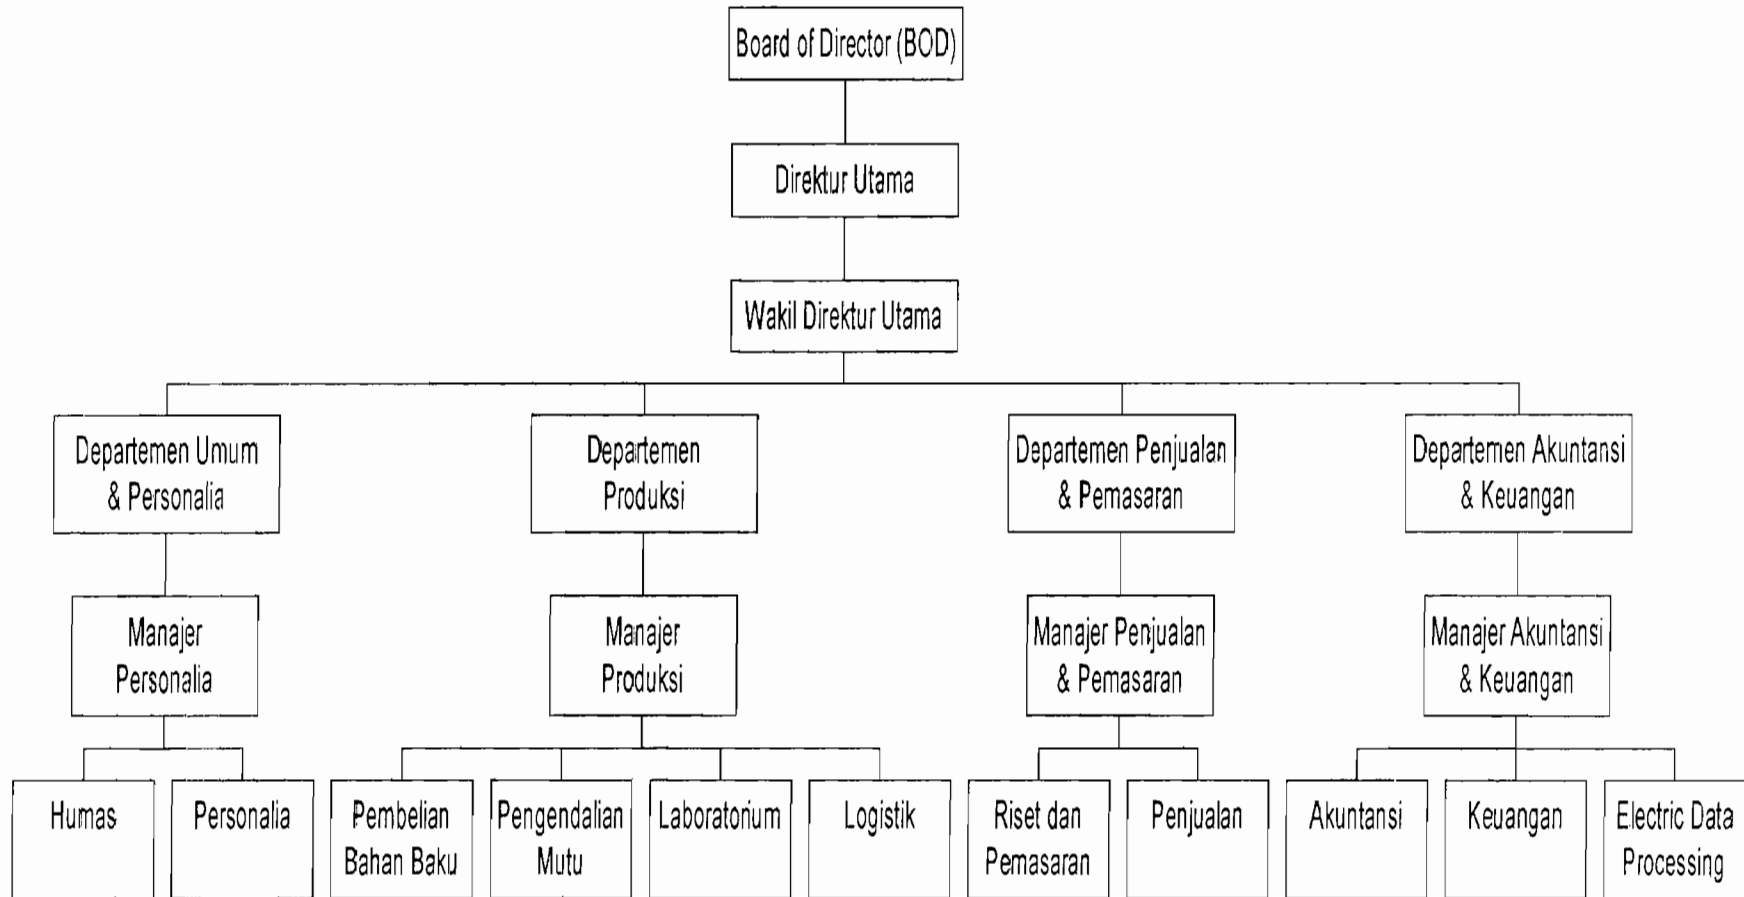 Board of Director (BOD)
Direktur Utama
Wakil Direktur Utama
Departemen Umum
& Personalia
Departemen
Produksi
Departemen Penjualan
& Pemasaran
Departemen Akuntansi
& Keuangan
Manajer
Personalia
Manajer
Produksi
Manajer Penjualan
& Pemasaran
Manajer Akuntansi
& Keuangan
Humas
Personalia
Pembelian
Bahan Baku
Pengendalian
Mutu
Laboratorium
Logistik
Riset dan
Pemasaran
Penjualan
Akuntansi
Keuangan
Electric Data
Processing